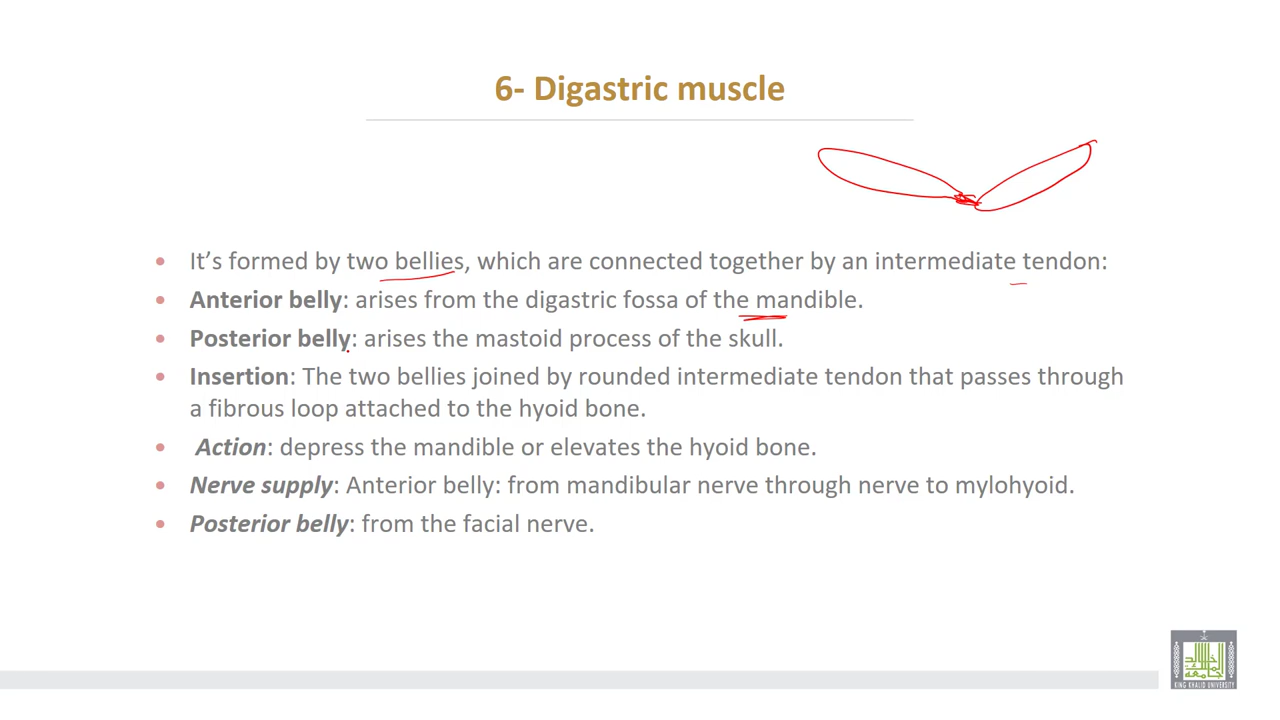 6- Digastric muscle
• It's formed by two bellies, which are connected together by an intermediate tendon:
• Anterior belly: arises from the digastric fossa of the mandible.
• Posterior belly: arises the mastoid process of the skull.
• Insertion: The two bellies joined by rounded intermediate tendon that passes through
a fibrous loop attached to the hyoid bone.
• Action: depress the mandible or elevates the hyoid bone.
• Nerve supply: Anterior belly: from mandibular nerve through nerve to mylohyoid.
• Posterior belly: from the facial nerve.
KING KHALID UNIVERSITY